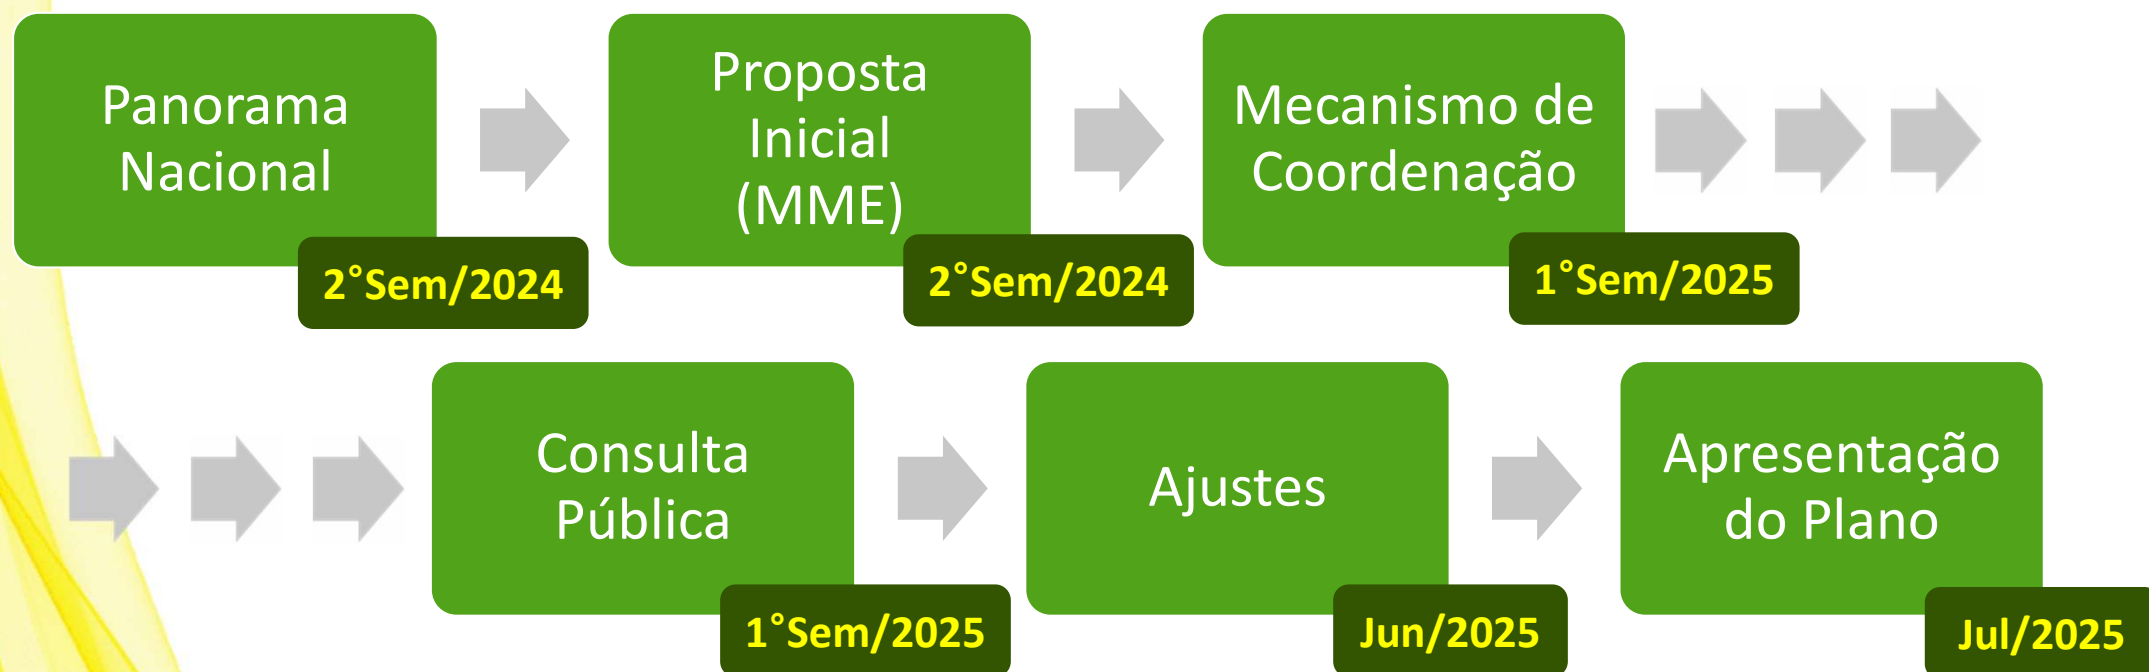 Panorama
Nacional
2°Sem/2024
Proposta
Inicial
(MME)
2°Sem/2024
Mecanismo de
Coordenação
1°Sem/2025
Consulta
Pública
1°Sem/2025
Ajustes
Jun/2025
Apresentação
do Plano
Jul/2025